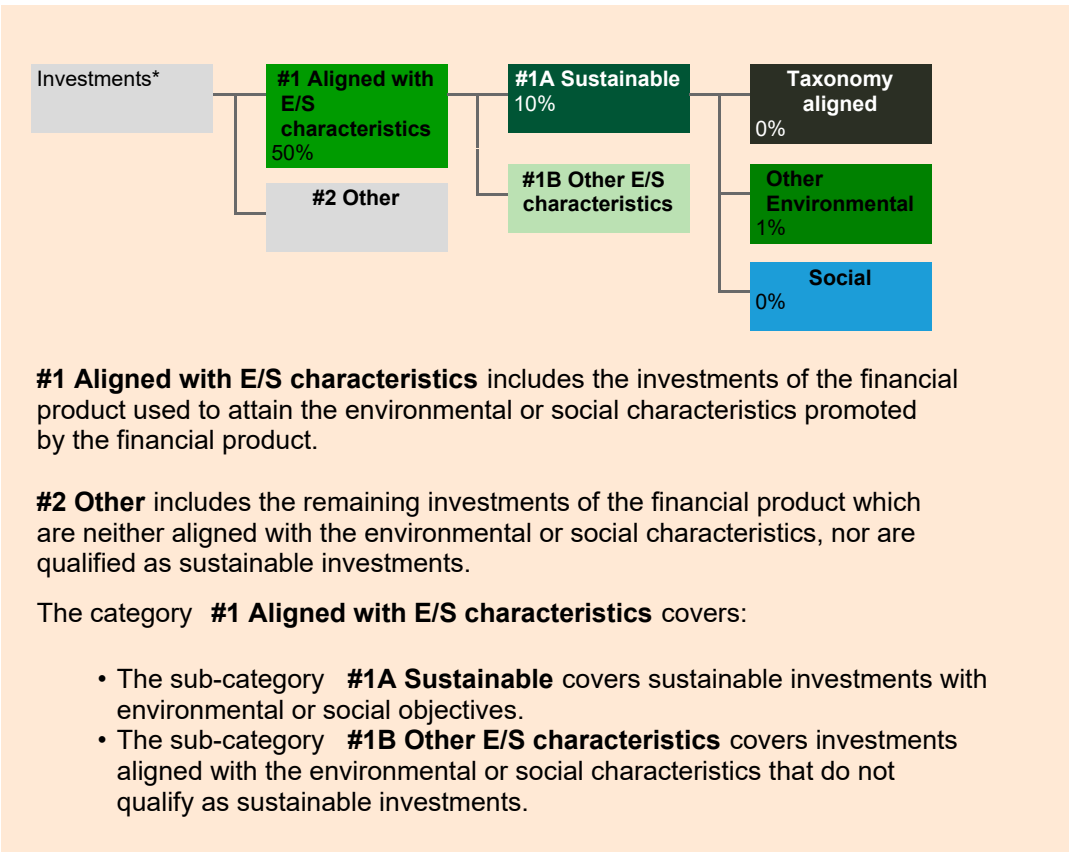 Investments*
#1 Aligned with
E/S
characteristics
50%
#2 Other
#1A Sustainable
10%
#1B Other E/S
characteristics
Taxonomy
aligned
0%
Other
Environmental
1%
Social
0%
#1 Aligned with E/S characteristics includes the investments of the financial
product used to attain the environmental or social characteristics promoted
by the financial product.
#2 Other includes the remaining investments of the financial product which
are neither aligned with the environmental or social characteristics, nor are
qualified as sustainable investments.
The category #1 Aligned with E/S characteristics covers:
• The sub-category #1A Sustainable covers sustainable investments with
environmental or social objectives.
• The sub-category #1B Other E/S characteristics covers investments
aligned with the environmental or social characteristics that do not
qualify as sustainable investments.